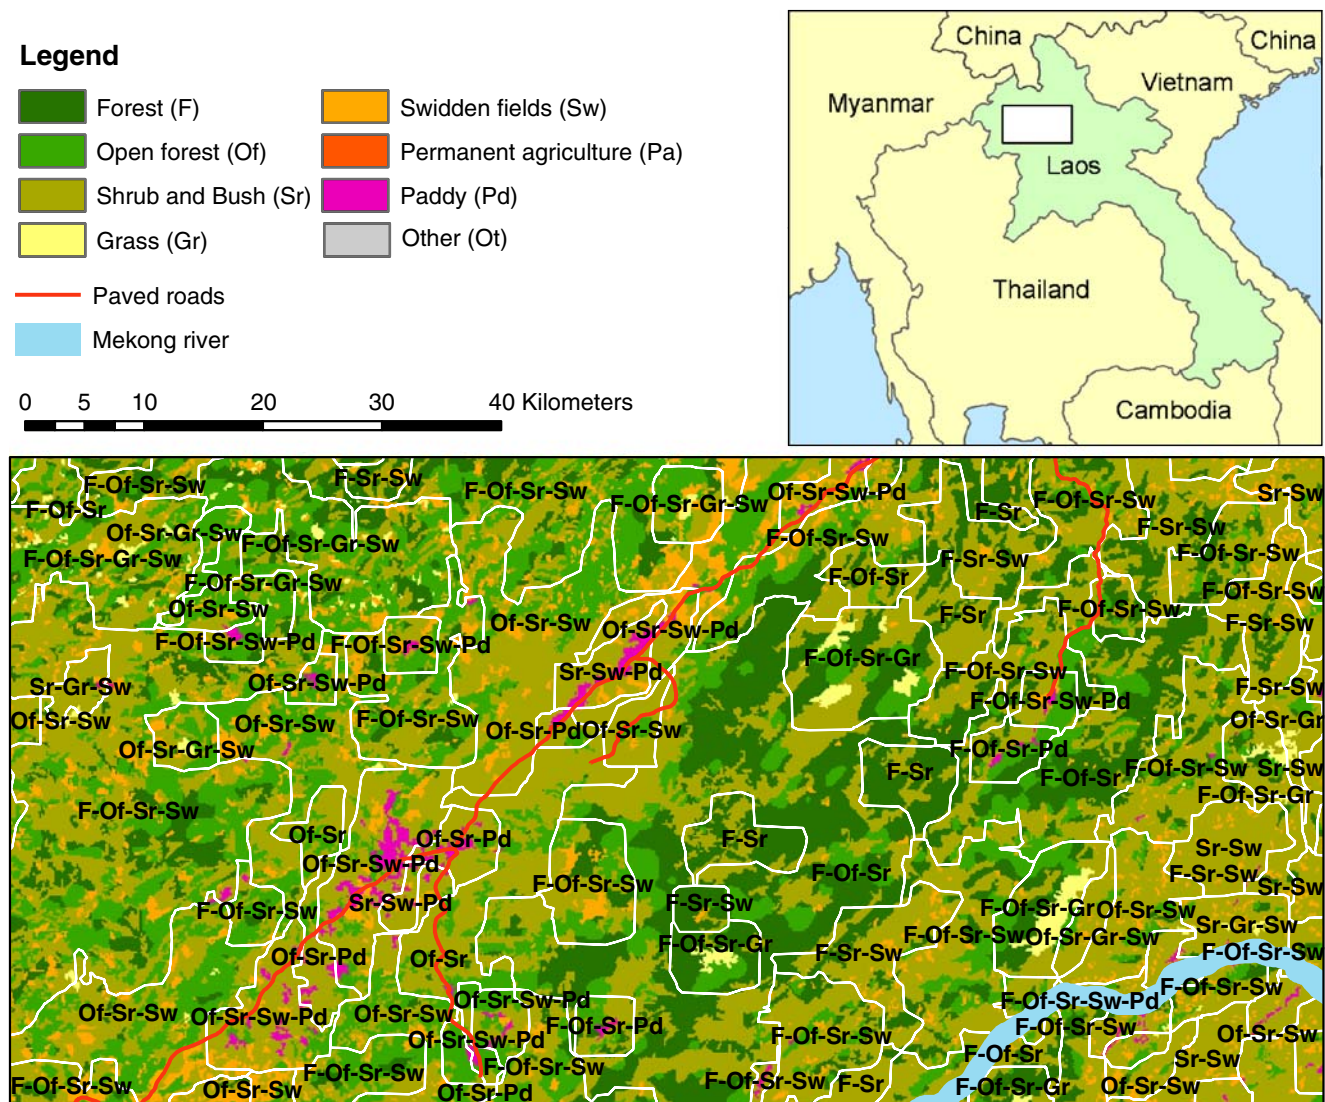 Legend
Forest (F)
Swidden fields (Sw)
Open forest (Of)
Permanent agriculture (Pa)
Shrub and Bush (Sr)
Paddy (Pd)
Grass (Gr)
Other (Ot)
Paved roads
Mekong river
0 5 10 20 30 40 Kilometers
China
China
Vietnam
Myanmar
Laos
Thailand
Cambodia
F-Sr-Sw
F-Of-Sr-Sw
F-Of-Sr-Sw
Of-Sr-Sw-Pd
Sr-Sw
F-Of-Sr-Sw
F-Of-Sr-Gr-Sw
F-Of-Sr
F-Sr
F-Sr-Sw
Of-Sr-Gr-Sw
F-Of-Sr-Sw
F-Of-Sr-Gr-Sw
F-Of-Sr-Sw
F-Of-Sr-Gr-Sw
F-Sr-Sw
F-Of-Sr
F-Of-Sr-Gr-Sw
F-Of-Sr-Sw
Of-Sr-Sw
F-Of-Sr-Sw
F-Sr
Of-Sr-Sw
F-Sr-Sw
Of-Sr-Sw-Pd
F-Of-Sr-Sw-Pd
F-Of-Sr-Sw-Pd
F-Of-Sr-Gr
Sr-Sw-Pd
F-Of-Sr-Sw
Of-Sr-Sw-Pd
Sr-Gr-Sw
F-Sr-Sw
F-Of-Sr-Sw-Pd
Of-Sr-Sw
F-Of-Sr-Sw
Of-Sr-Gr
Of-Sr-Sw
Of-Sr-Pd
Of-Sr-Sw
Of-Sr-Gr-Sw
F-Of-Sr-Pd
F-Sr
F-Of-Sr-Sw
Sr-Sw
F-Of-Sr
F-Of-Sr-Gr
F-Of-Sr-Sw
Of-Sr
Of-Sr-Pd
F-Sr
Sr-Sw
Of-Sr-Sw-Pd
F-Of-Sr
F-Sr-Sw
F-Of-Sr-Sw
Sr-Sw
Sr-Sw-Pd
F-Sr-Sw
F-Of-Sr-Gr
Of-Sr-Sw
F-Of-Sr-Sw
Sr-Gr-Sw
F-Of-Sr-Sw
Of-Sr-Gr-Sw
F-Of-Sr-Gr
F-Sr-Sw
F-Of-Sr-Sw
Of-Sr-Pd
Of-Sr
F-Of-Sr-Sw
Of-Sr-Sw-Pd
F-Of-Sr-Sw-Pd
Of-Sr-Sw
Of-Sr-Sw-Pd
Of-Sr-Sw
F-Of-Sr-Pd
F-Of-Sr-Sw
Of-Sr-Sw-Pd
F-Of-Sr-Sw
Of-Sr-Sw
F-Of-Sr
Sr-Sw
F-Of-Sr-Sw
F-Of-Sr-Sw
F-Of-Sr-Sw
F-Sr
F-Of-Sr-Sw
Of-Sr-Sw
Of-Sr-Pd
F-Of-Sr-Gr
Of-Sr-Sw